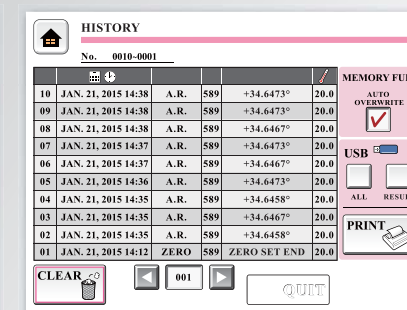 HISTORY
No. 0010~0001
10 JAN. 21, 2015 14:38 A.R. 589 +34.6473° 20.0
09 JAN. 21, 2015 14:38 A.R. 589 +34.6473° 20.0
08 JAN. 21, 2015 14:38 A.R. 589 +34.6467° 20.0
07 JAN. 21, 2015 14:37 A.R. 589 +34.6473° 20.0
06 JAN. 21, 2015 14:37 A.R. 589 +34.6467° 20.0
05 JAN. 21, 2015 14:36 A.R. 589 +34.6473° 20.0
04 JAN. 21, 2015 14:35 A.R. 589 +34.6458° 20.0
03 JAN. 21, 2015 14:35 A.R. 589 +34.6467° 20.0
02 JAN. 21, 2015 14:35 A.R. 589 +34.6458° 20.0
01 JAN. 21, 2015 14:12 ZERO 589 ZERO SET END 20.0
MEMORY FU
AUTO
OVERWRITE
USB
ALL RESU
PRINT
CLEAR
001
QUIT